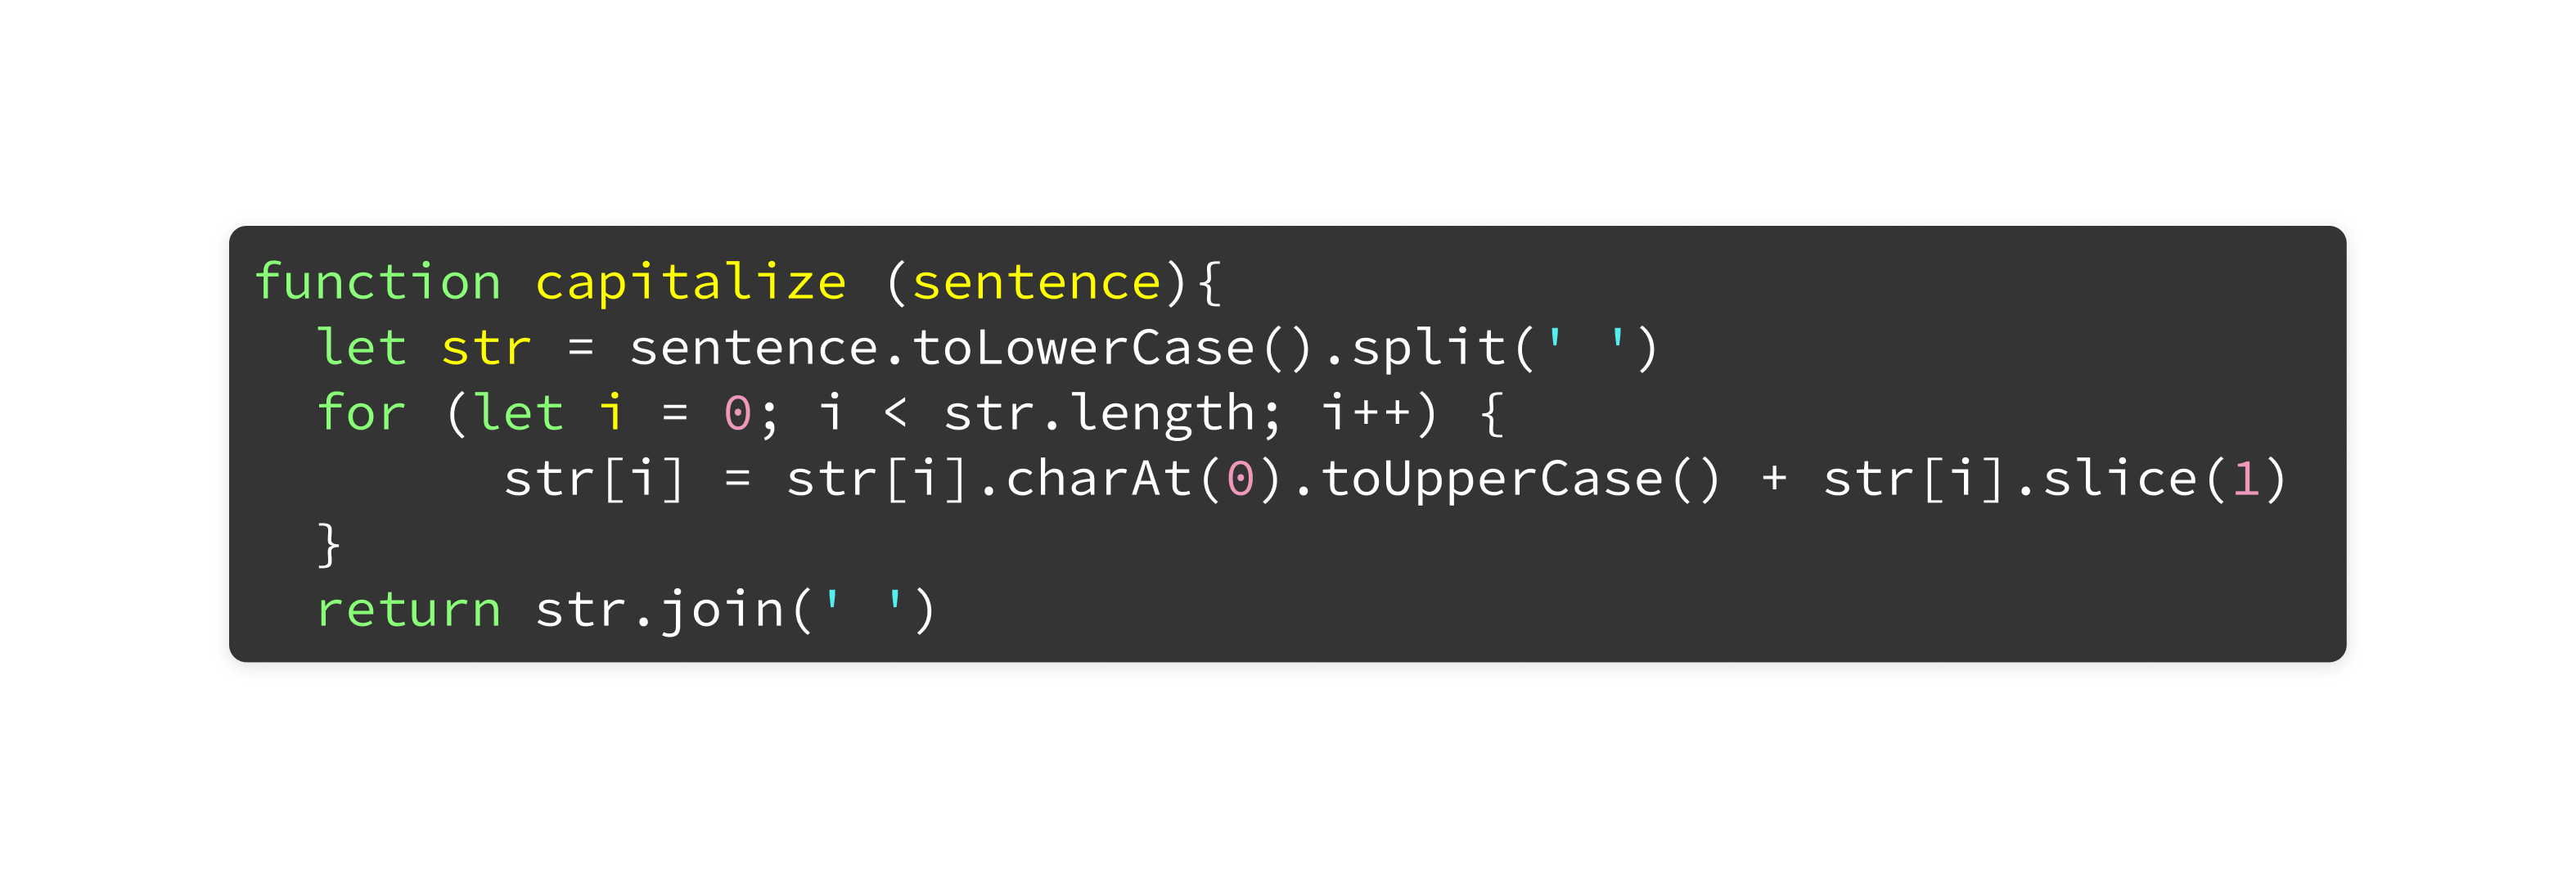 function capitalize (sentence){
  let str = sentence.toLowerCase().split(' ')
  for (let i = 0; i < str.length; i++) {
        str[i] = str[i].charAt(0).toUpperCase() + str[i].slice(1)
  }
  return str.join(' ')